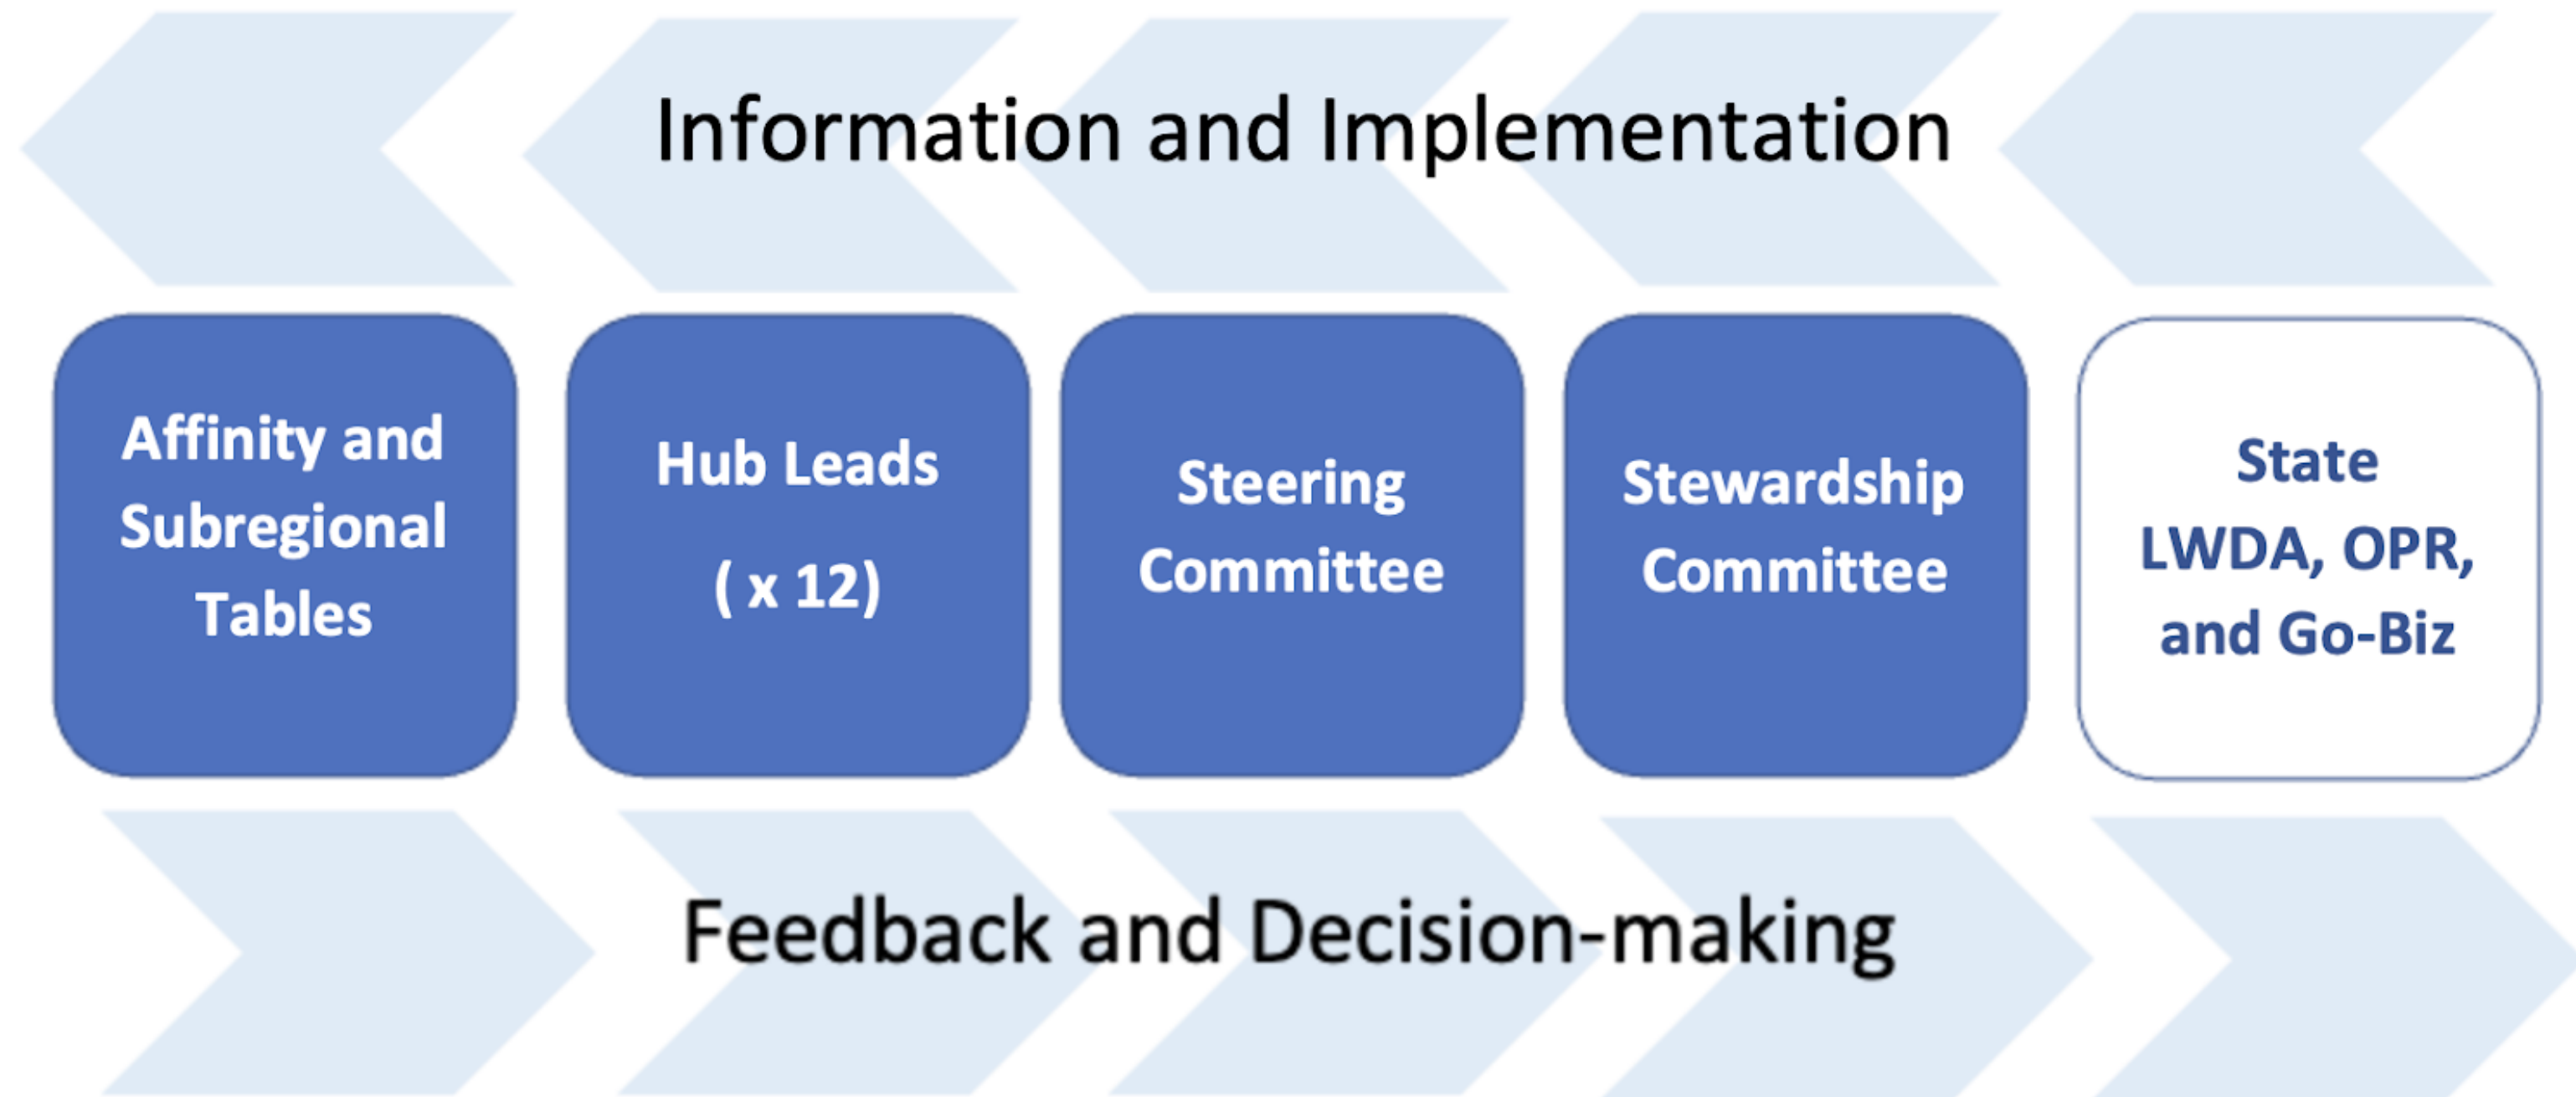 Information and Implementation
Affinity and
Subregional
Tables
Hub Leads
( x 12)
Steering
Committee
Stewardship
Committee
State
LWDA, OPR,
and Go-Biz
Feedback and Decision-making